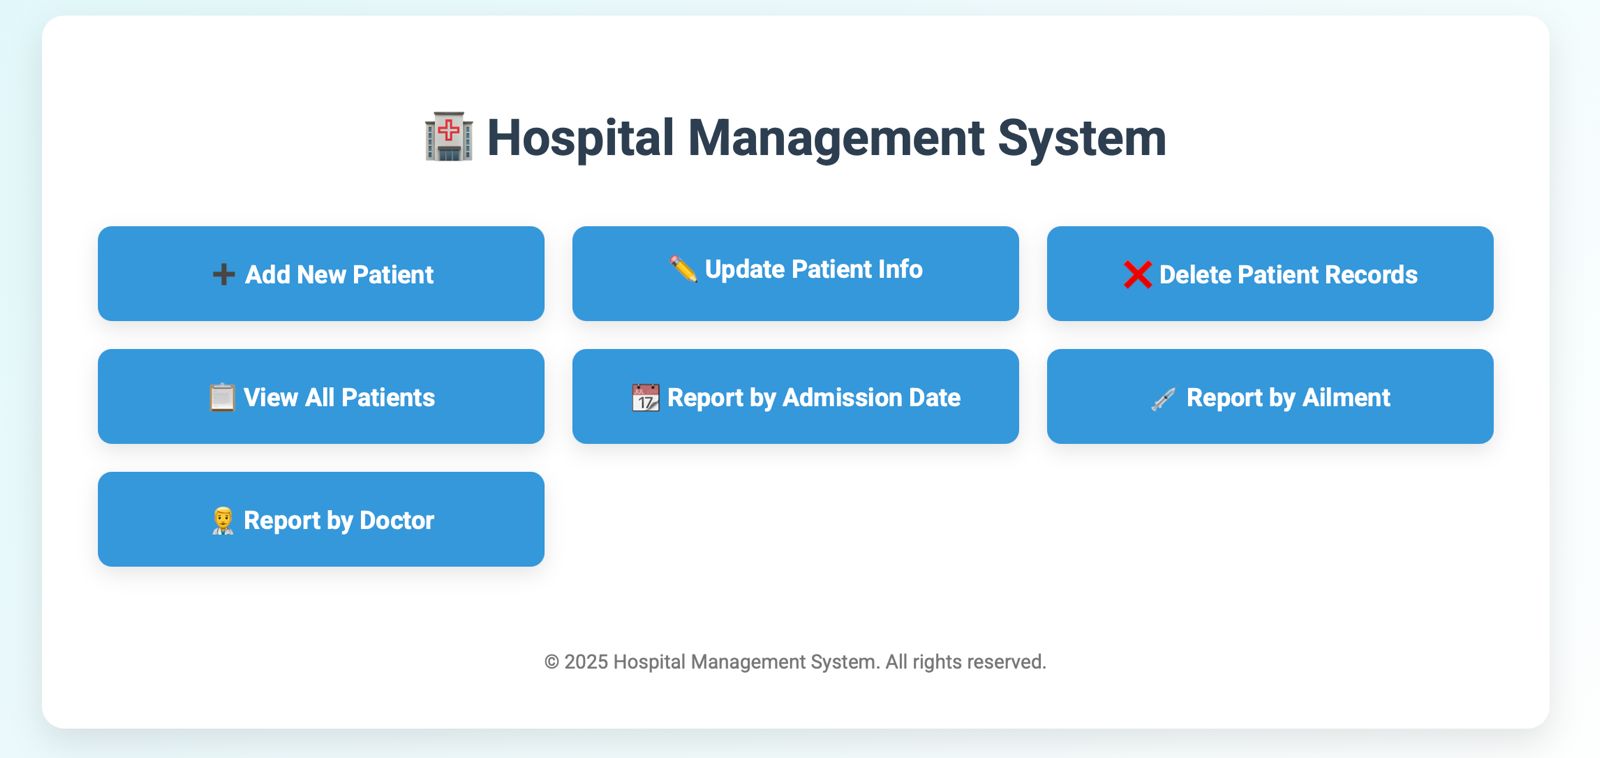 Hospital Management System
➕ Add New Patient
✏️ Update Patient Info
❌ Delete Patient Records
📋 View All Patients
📆 Report by Admission Date
💉 Report by Ailment
👨‍⚕️ Report by Doctor
© 2025 Hospital Management System. All rights reserved.